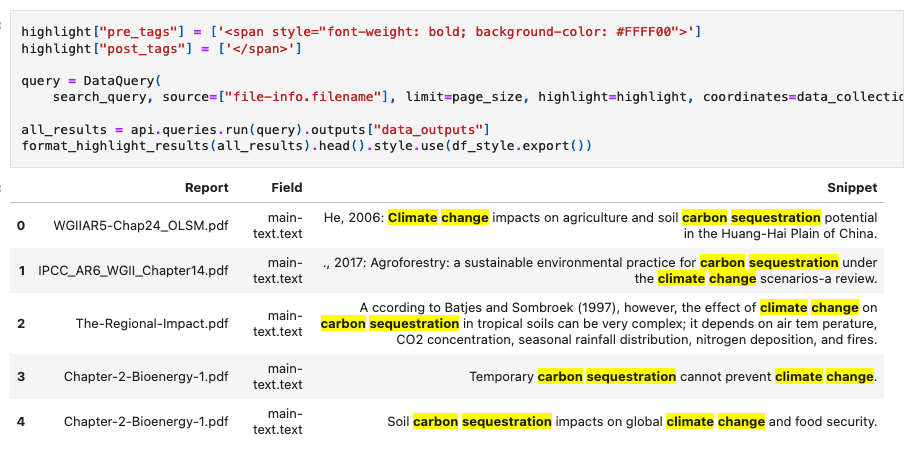 highlight["pre_tags"] = ['<span style="font-weight: bold; background-color: #FFFF00">']
highlight["post_tags"] = ['</span>']
query = DataQuery(
search_query, source=["file-info.filename"], limit=page_size, highlight=highlight, coordinates=data_collectio
all_results = api.queries.run(query).outputs["data_outputs"]
format_highlight_results(all_results).head().style.use(df_style.export())
Report Field Snippet
0 WGIIAR5-Chap24_OLSM.pdf main-text.text He, 2006: Climate change impacts on agriculture and soil carbon sequestration potential
in the Huang-Hai Plain of China.
1 IPCC_AR6_WGII_Chapter14.pdf main-text.text ., 2017: Agroforestry: a sustainable environmental practice for carbon sequestration under
the climate change scenarios-a review.
2 The-Regional-Impact.pdf main-text.text A ccording to Batjes and Sombroek (1997), however, the effect of climate change on
carbon sequestration in tropical soils can be very complex; it depends on air tem perature,
CO2 concentration, seasonal rainfall distribution, nitrogen deposition, and fires.
3 Chapter-2-Bioenergy-1.pdf main-text.text Temporary carbon sequestration cannot prevent climate change.
4 Chapter-2-Bioenergy-1.pdf main-text.text Soil carbon sequestration impacts on global climate change and food security.